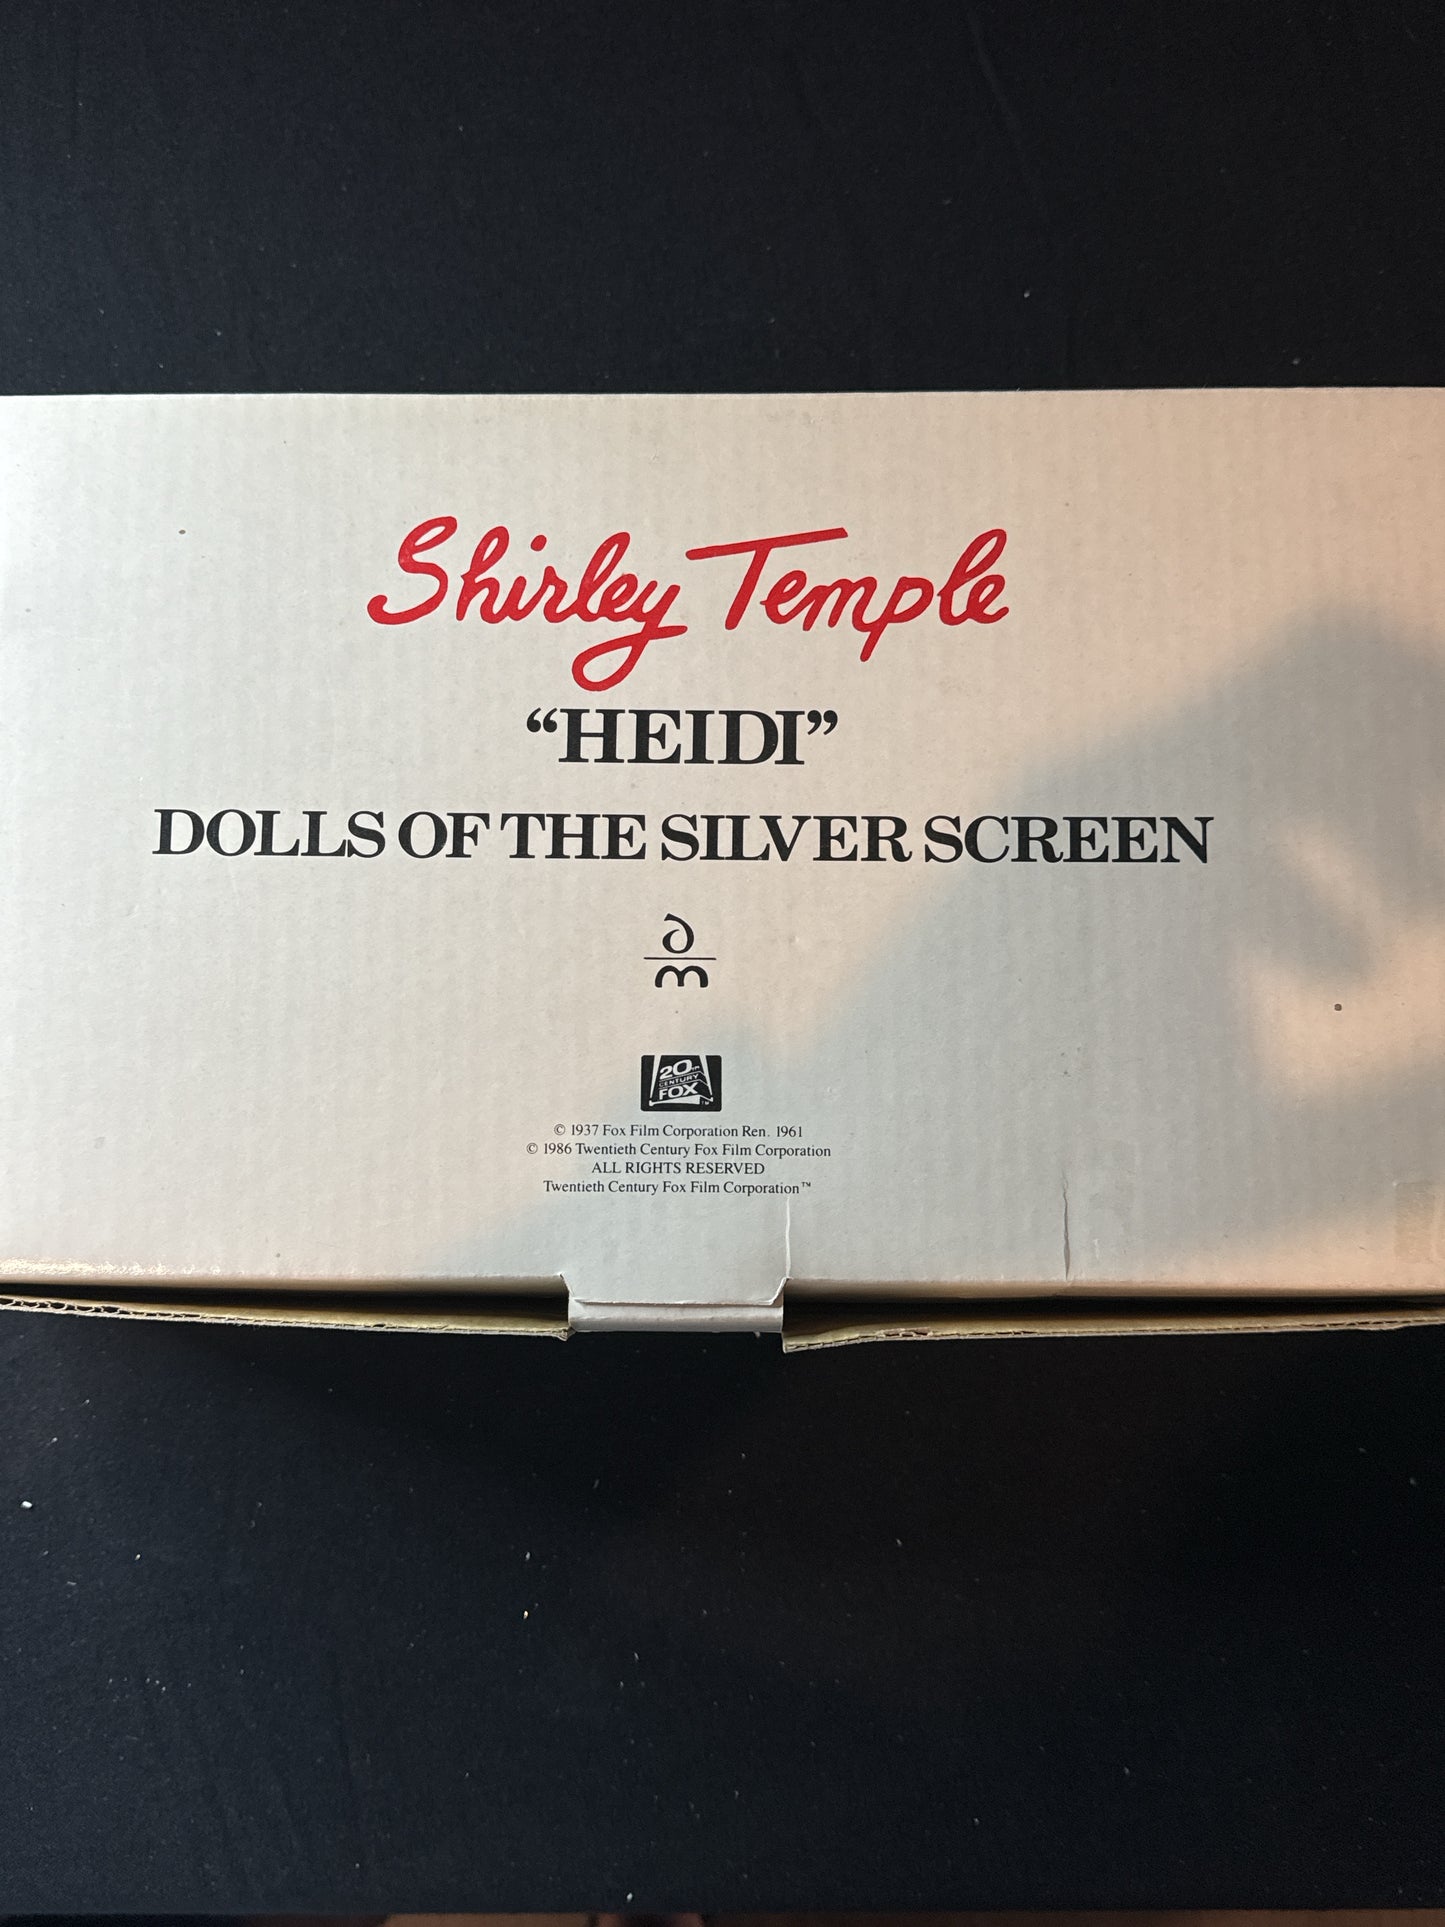 Shirley Temple
“HEIDI”
DOLLS OF THE SILVER SCREEN
20TH
CENTURY
FOX
TM
© 1937 Fox Film Corporation Ren. 1961
© 1986 Twentieth Century Fox Film Corporation
ALL RIGHTS RESERVED
Twentieth Century Fox Film Corporation™